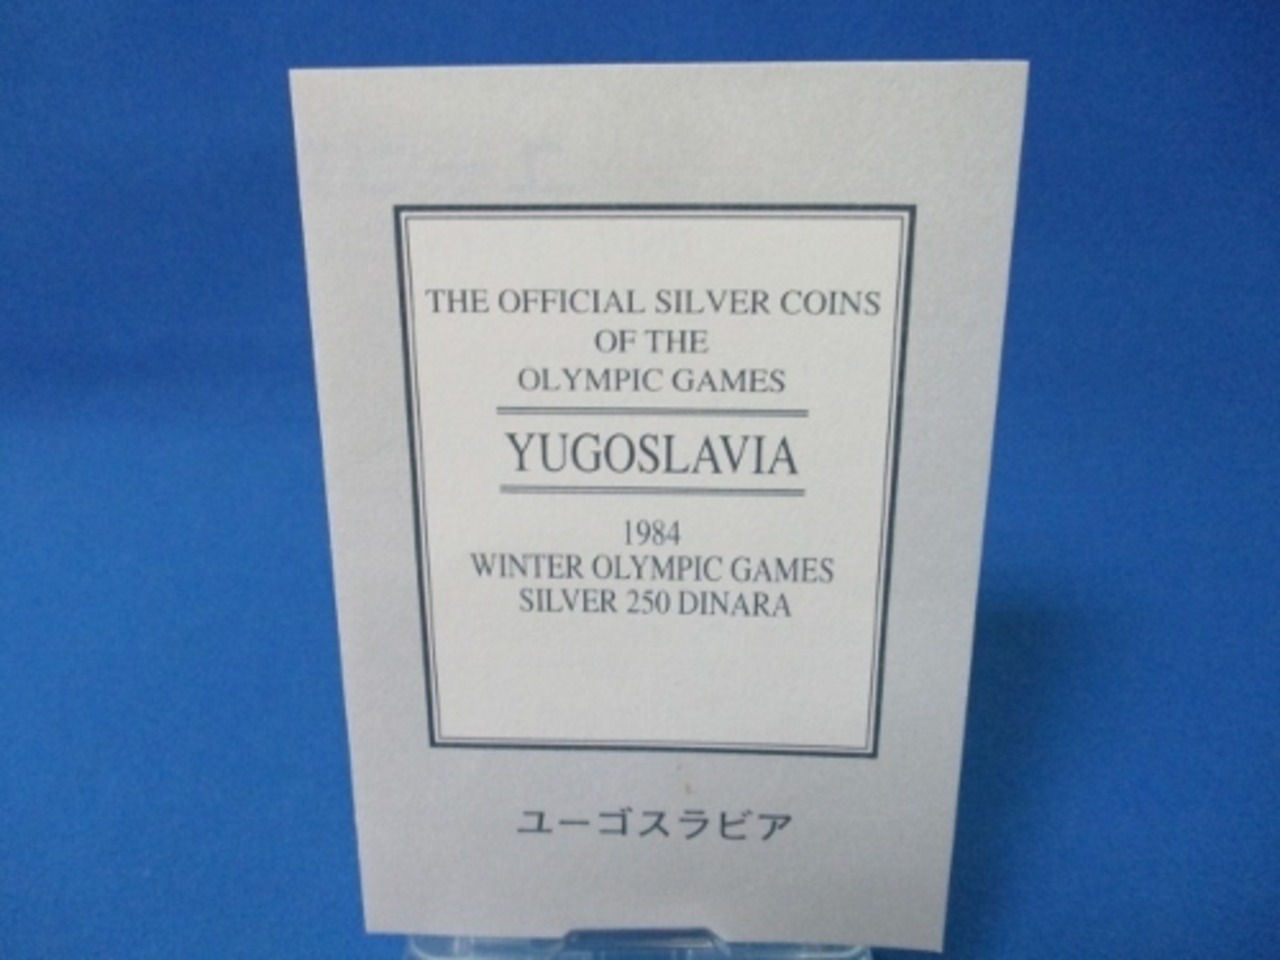 THE OFFICIAL SILVER COINS
OF THE
OLYMPIC GAMES
YUGOSLAVIA
1984
WINTER OLYMPIC GAMES
SILVER 250 DINARA
ユーゴスラビア